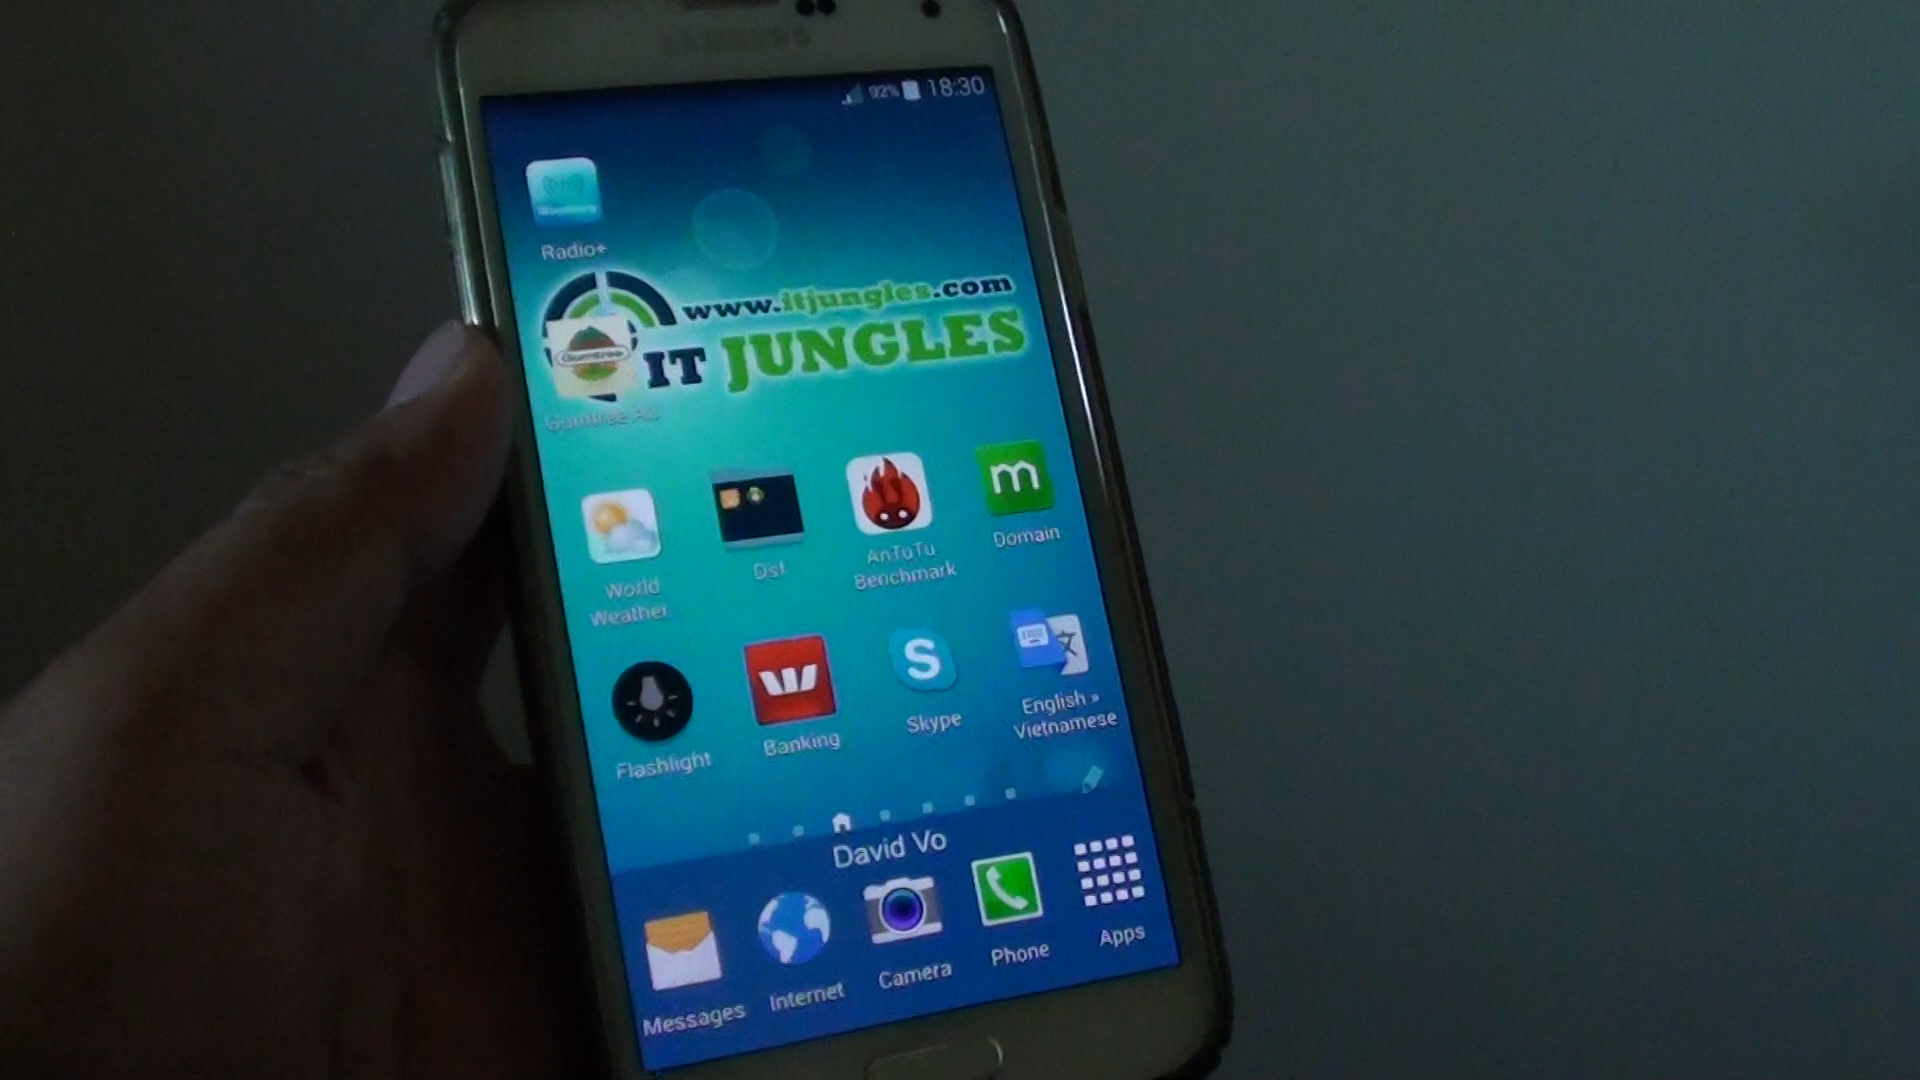 SAMSUNG
92% 18:30
Radio+
www.itjungles.com
IT JUNGLES
Gumtree
Gumtree Au...
World
Weather...
Dsf
AnTuTu
Benchmark
Domain
Flashlight
Banking
Skype
English »
Vietnamese
David Vo
Messages
Internet
Camera
Phone
Apps